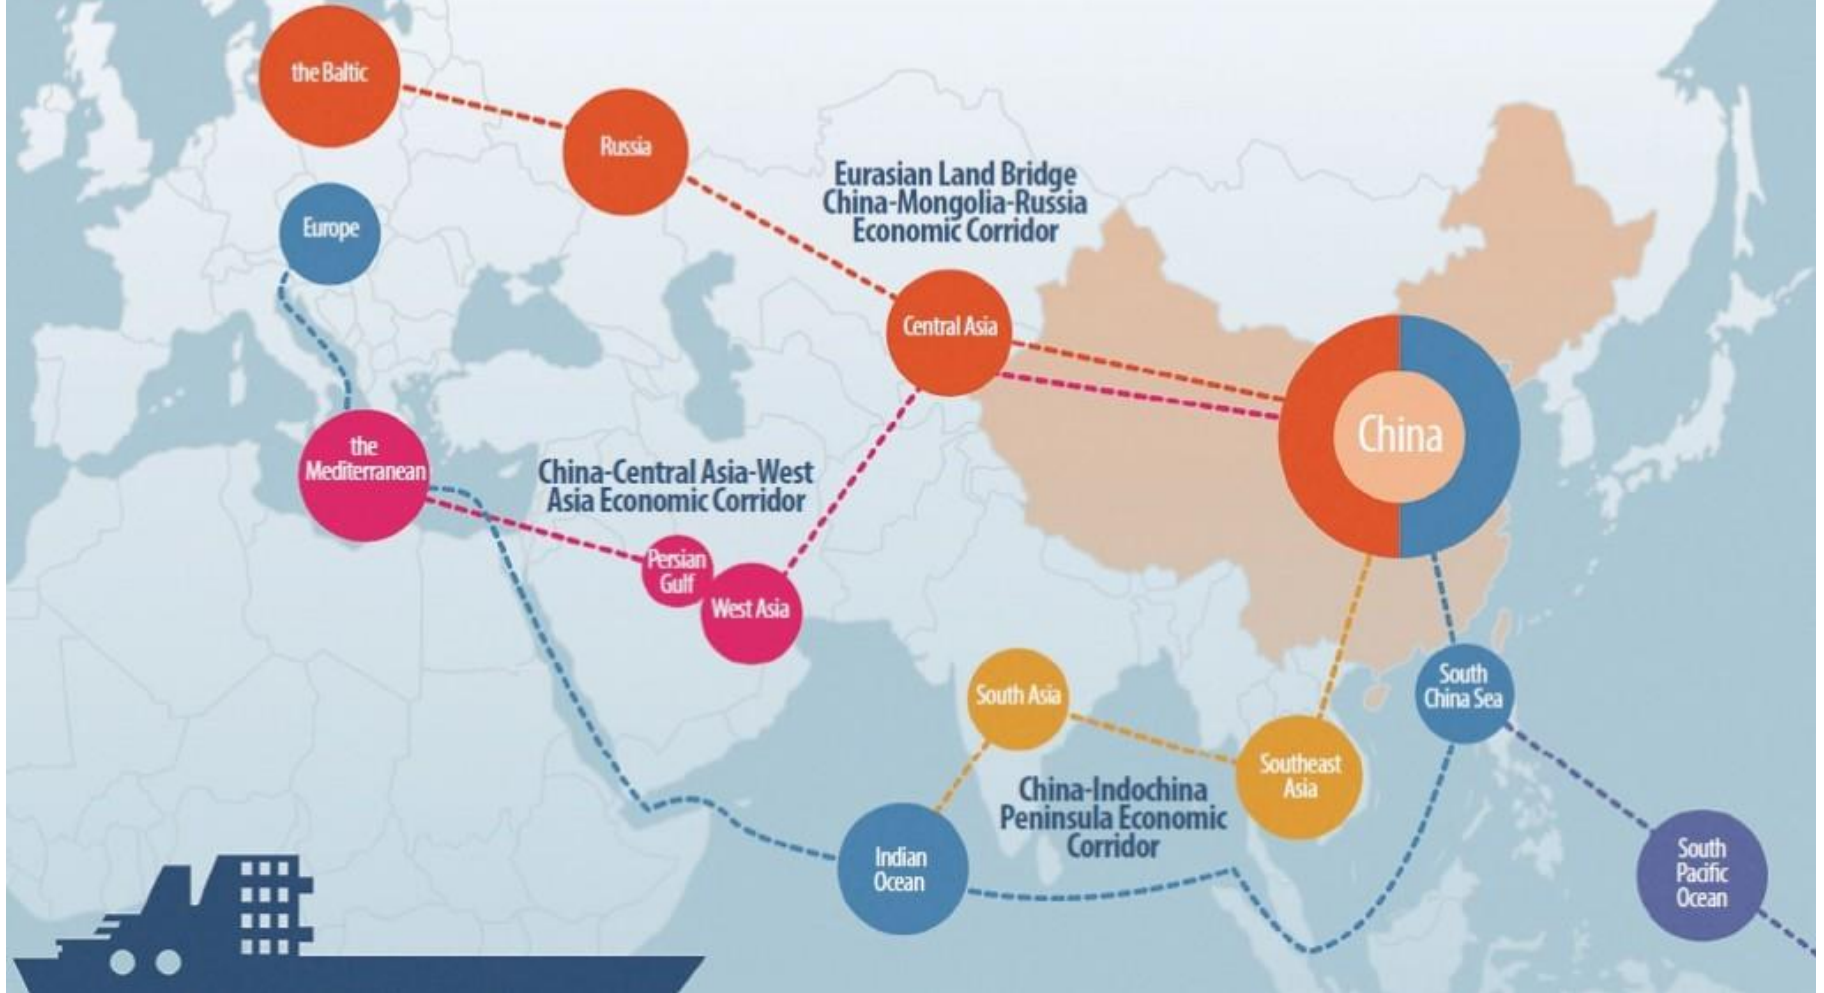 the Baltic
Russia
Europe
Eurasian Land Bridge
China-Mongolia-Russia
Economic Corridor
Central Asia
China
the
Mediterranean
China-Central Asia-West
Asia Economic Corridor
Persian
Gulf
West Asia
South Asia
South
China Sea
Southeast
Asia
China-Indochina
Peninsula Economic
Corridor
Indian
Ocean
South
Pacific
Ocean